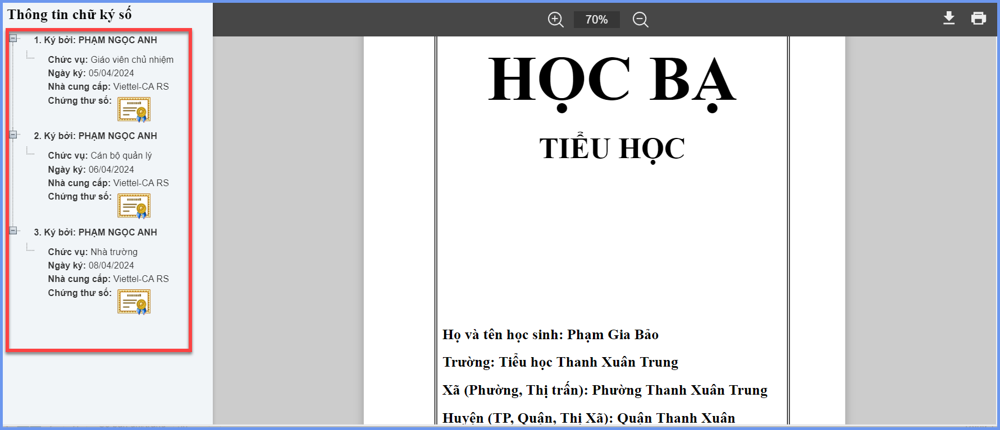 Thông tin chữ ký số
1. Ký bởi: PHẠM NGỌC ANH
Chức vụ: Giáo viên chủ nhiệm
Ngày ký: 05/04/2024
Nhà cung cấp: Viettel-CA RS
Chứng thư số:
2. Ký bởi: PHẠM NGỌC ANH
Chức vụ: Cán bộ quản lý
Ngày ký: 06/04/2024
Nhà cung cấp: Viettel-CA RS
Chứng thư số:
3. Ký bởi: PHẠM NGỌC ANH
Chức vụ: Nhà trường
Ngày ký: 08/04/2024
Nhà cung cấp: Viettel-CA RS
Chứng thư số:
70%
HỌC BẠ
TIỂU HỌC
Họ và tên học sinh: Phạm Gia Bảo
Trường: Tiểu học Thanh Xuân Trung
Xã (Phường, Thị trấn): Phường Thanh Xuân Trung
Huyện (TP, Quận, Thị Xã): Quận Thanh Xuân